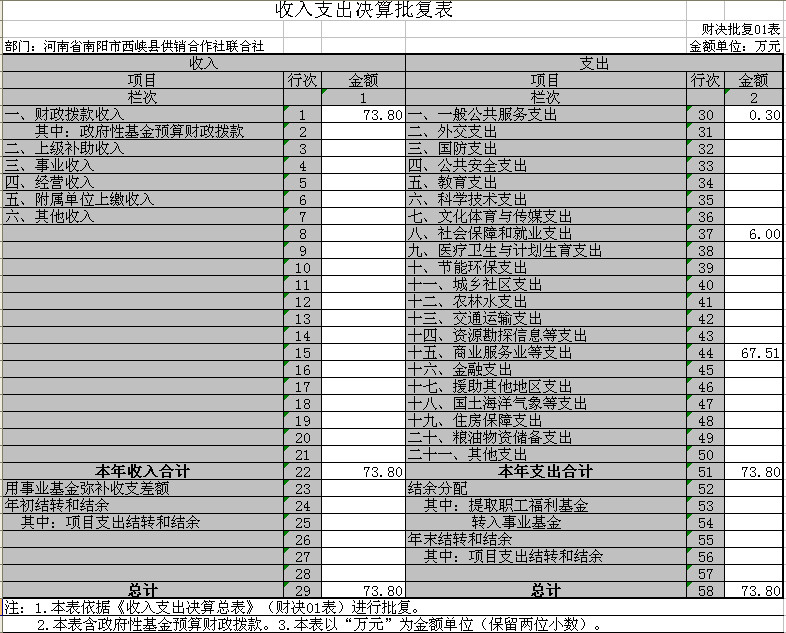 收入支出决算批复表
财决批复01表
部门：河南省南阳市西峡县供销合作社联合社 金额单位：万元
收入 支出
项目 行次 金额 项目 行次 金额
栏次 1 栏次 2
一、财政拨款收入 1 73.80 一、一般公共服务支出 30 0.30
其中：政府性基金预算财政拨款 2 二、外交支出 31
二、上级补助收入 3 三、国防支出 32
三、事业收入 4 四、公共安全支出 33
四、经营收入 5 五、教育支出 34
五、附属单位上缴收入 6 六、科学技术支出 35
六、其他收入 7 七、文化体育与传媒支出 36
8 八、社会保障和就业支出 37 6.00
9 九、医疗卫生与计划生育支出 38
10 十、节能环保支出 39
11 十一、城乡社区支出 40
12 十二、农林水支出 41
13 十三、交通运输支出 42
14 十四、资源勘探信息等支出 43
15 十五、商业服务业等支出 44 67.51
16 十六、金融支出 45
17 十七、援助其他地区支出 46
18 十八、国土海洋气象等支出 47
19 十九、住房保障支出 48
20 二十、粮油物资储备支出 49
21 二十一、其他支出 50
本年收入合计 22 73.80 本年支出合计 51 73.80
用事业基金弥补收支差额 23 结余分配 52
年初结转和结余 24 其中：提取职工福利基金 53
其中：项目支出结转和结余 25 转入事业基金 54
26 年末结转和结余 55
27 其中：项目支出结转和结余 56
28 57
总计 29 73.80 总计 58 73.80
注：1.本表依据《收入支出决算总表》（财决01表）进行批复。
2.本表含政府性基金预算财政拨款。3.本表以“万元”为金额单位（保留两位小数）。